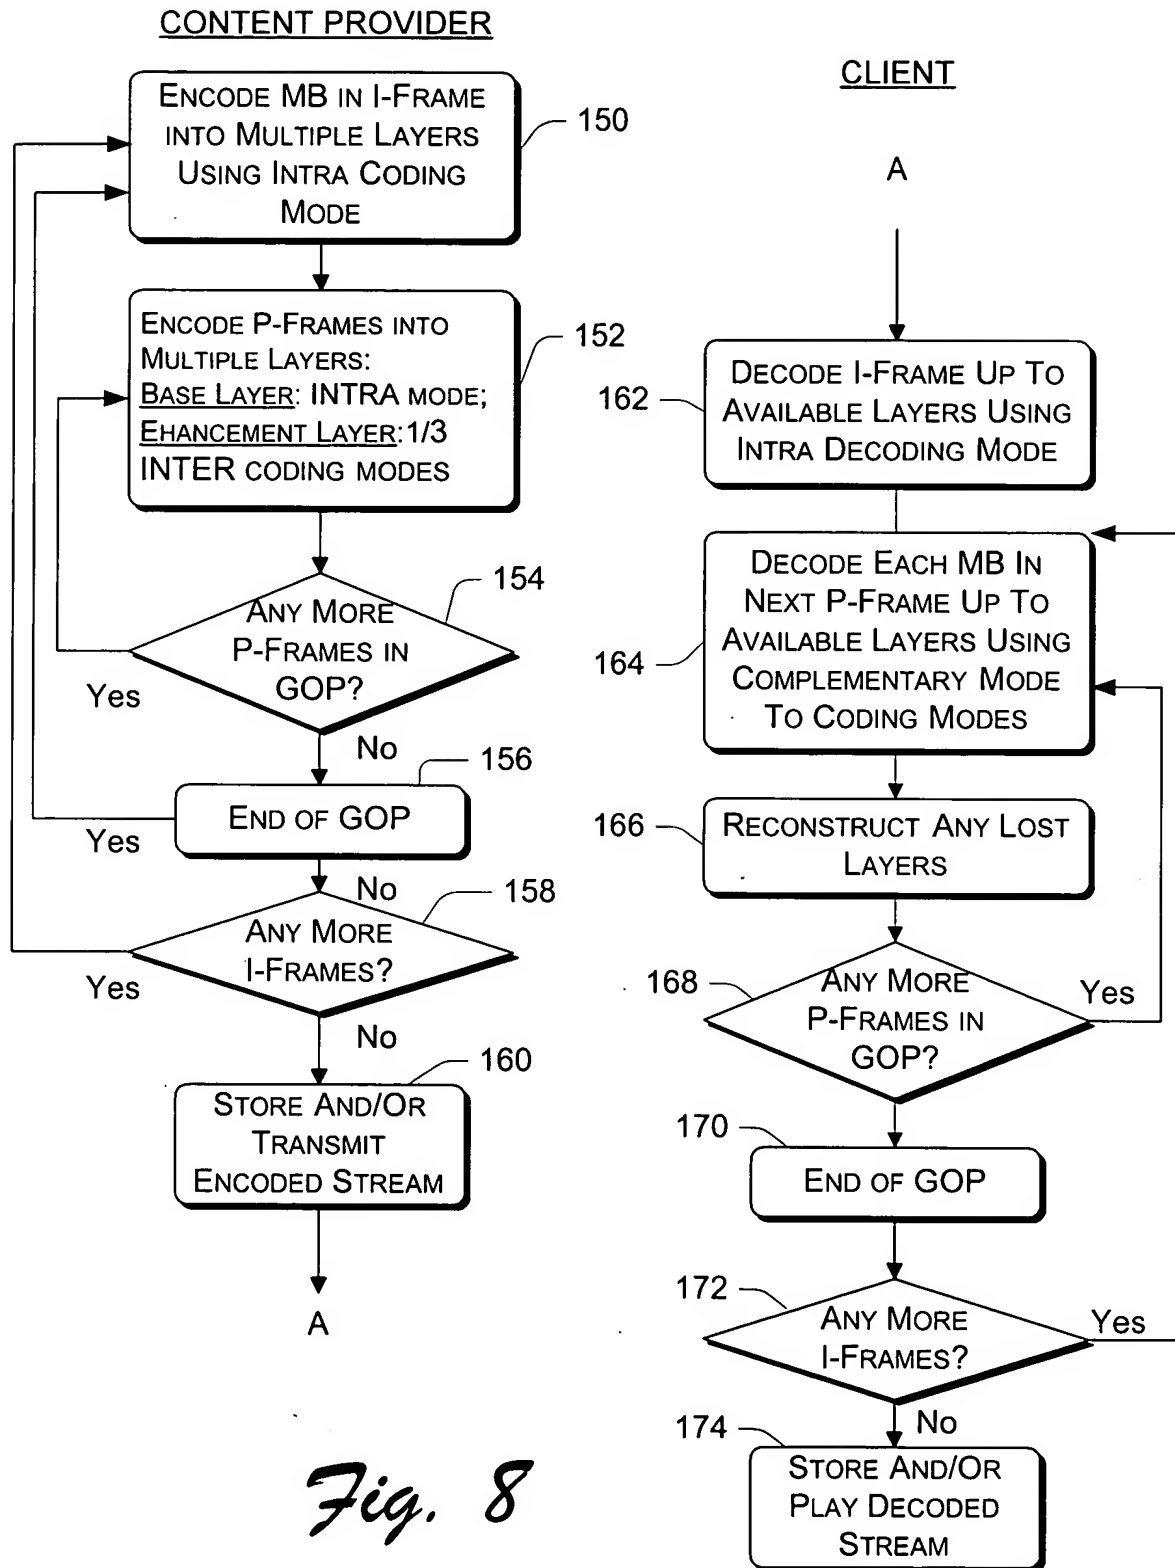 CONTENT PROVIDER
ENCODE MB IN I-FRAME
INTO MULTIPLE LAYERS
USING INTRA CODING
MODE
150
ENCODE P-FRAMES INTO
MULTIPLE LAYERS:
BASE LAYER: INTRA MODE;
EHANCEMENT LAYER:1/3
INTER CODING MODES
152
154
ANY MORE
P-FRAMES IN
GOP?
Yes
No
156
END OF GOP
Yes
No
158
ANY MORE
I-FRAMES?
Yes
No
160
STORE AND/OR
TRANSMIT
ENCODED STREAM
A
CLIENT
A
162
DECODE I-FRAME UP TO
AVAILABLE LAYERS USING
INTRA DECODING MODE
164
DECODE EACH MB IN
NEXT P-FRAME UP TO
AVAILABLE LAYERS USING
COMPLEMENTARY MODE
TO CODING MODES
166
RECONSTRUCT ANY LOST
LAYERS
168
ANY MORE
P-FRAMES IN
GOP?
Yes
170
END OF GOP
172
ANY MORE
I-FRAMES?
Yes
No
174
STORE AND/OR
PLAY DECODED
STREAM
Fig. 8